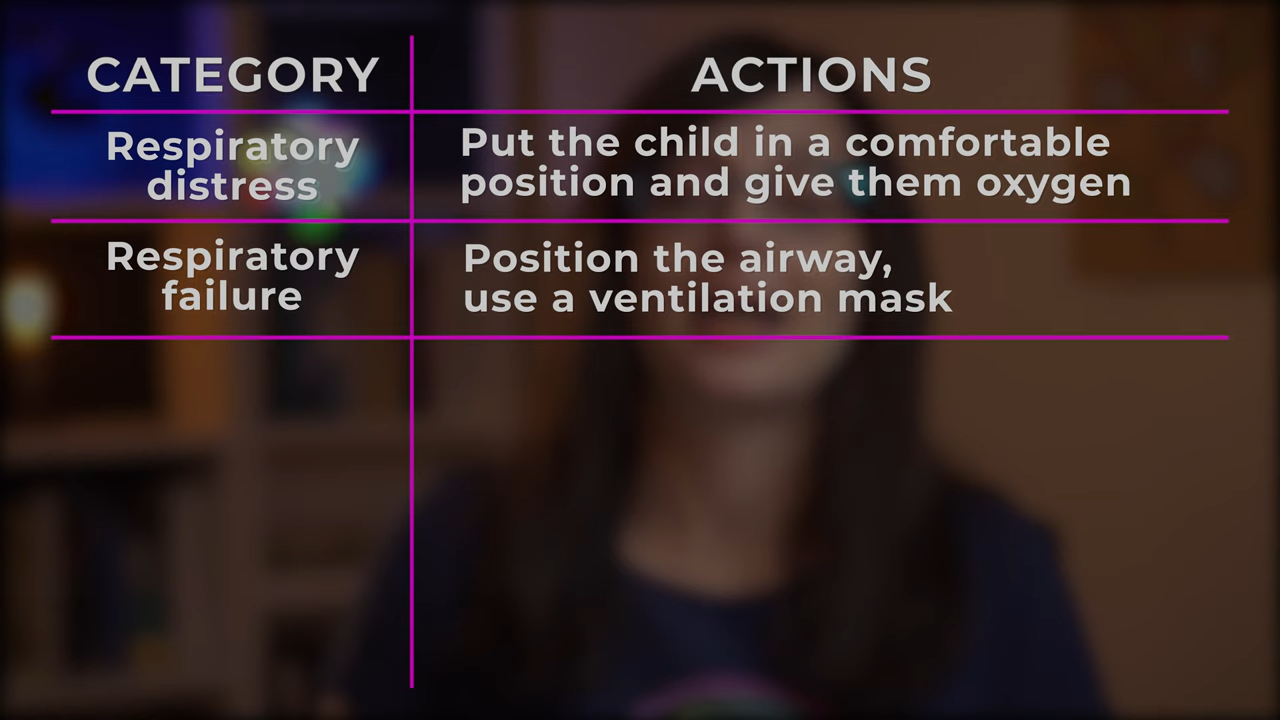 CATEGORY
ACTIONS
Respiratory
distress
Put the child in a comfortable
position and give them oxygen
Respiratory
failure
Position the airway,
use a ventilation mask